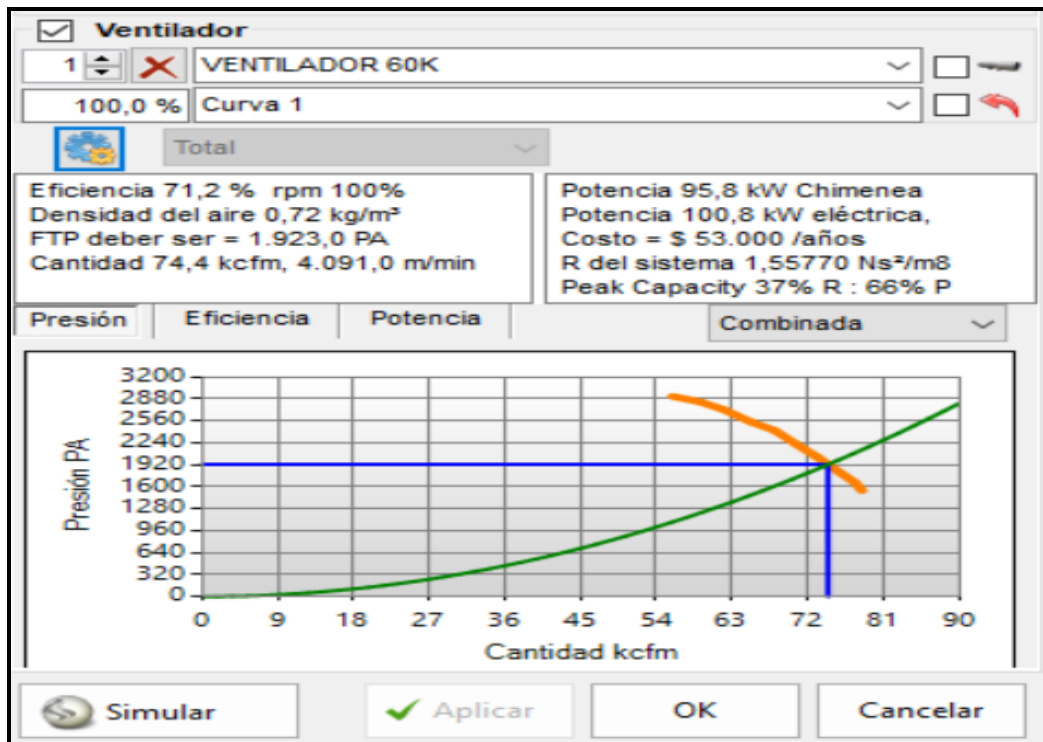 Ventilador
1 VENTILADOR 60K
100,0 % Curva 1
Total
Eficiencia 71,2 % rpm 100%
Densidad del aire 0,72 kg/m³
FTP deber ser = 1.923,0 PA
Cantidad 74,4 kcfm, 4.091,0 m/min
Potencia 95,8 kW Chimenea
Potencia 100,8 kW eléctrica,
Costo = $ 53.000 /años
R del sistema 1,55770 Ns²/m8
Peak Capacity 37% R : 66% P
Presión Eficiencia Potencia Combinada
Presión PA
3200
2880
2560
2240
1920
1600
1280
960
640
320
0
0 9 18 27 36 45 54 63 72 81 90
Cantidad kcfm
Simular Aplicar OK Cancelar